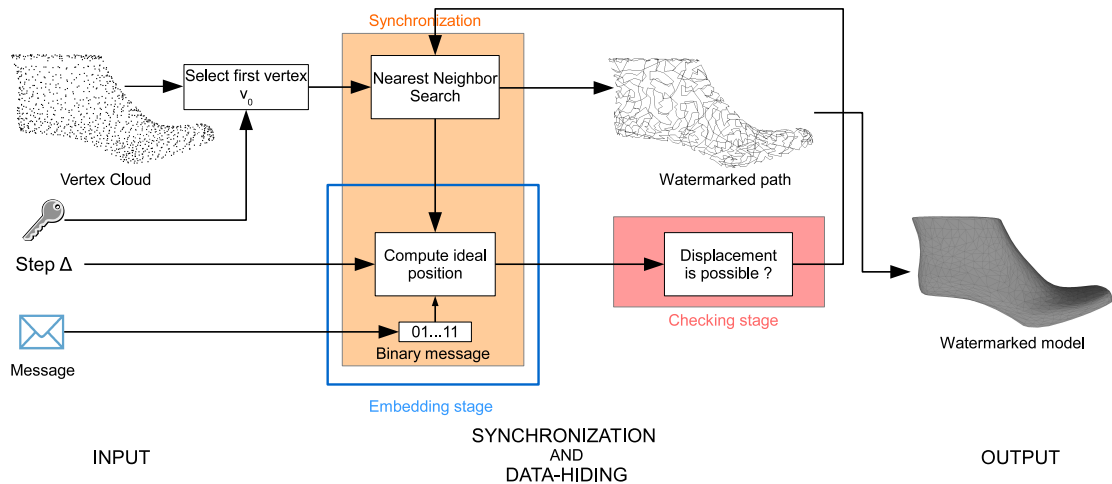 Synchronization
Select first vertex
v0
Nearest Neighbor
Search
Vertex Cloud
Watermarked path
Step Δ
Compute ideal
position
Displacement
is possible ?
01...11
Binary message
Checking stage
Message
Watermarked model
Embedding stage
INPUT
SYNCHRONIZATION
AND
DATA-HIDING
OUTPUT